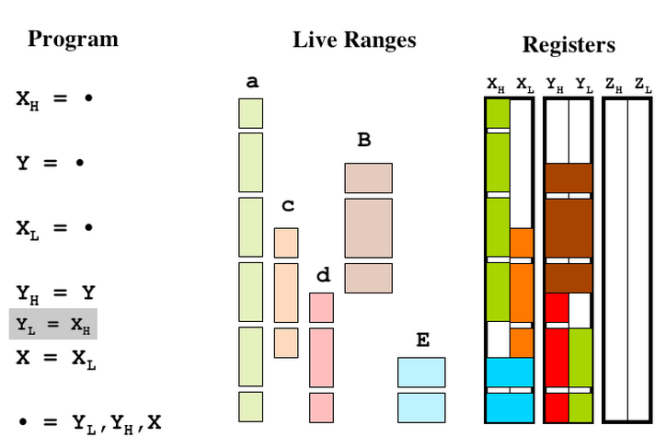 Program
Live Ranges
Registers
a
B
c
d
E
X_H X_L Y_H Y_L Z_H Z_L
X_H = •
Y = •
X_L = •
Y_H = Y
Y_L = X_H
X = X_L
• = Y_L,Y_H,X